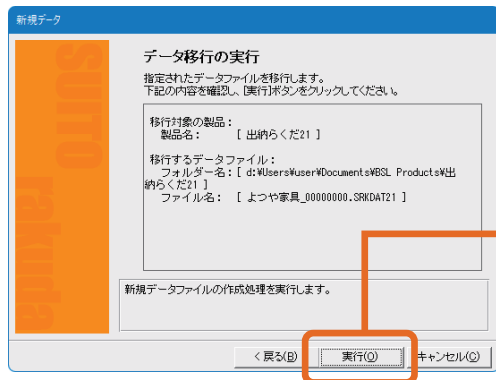 新規データ
SUITO
rakuda
データ移行の実行
指定されたデータファイルを移行します。
下記の内容を確認し、[実行]ボタンをクリックしてください。
移行対象の製品：
製品名：　　[ 出納らくだ21 ]
移行するデータファイル：
フォルダー名：[ d:¥Users¥user¥Documents¥BSL Products¥出
納らくだ21 ]
ファイル名：　[ よつや家具_00000000.SRKDAT21 ]
新規データファイルの作成処理を実行します。
< 戻る(B)
実行(O)
キャンセル(C)